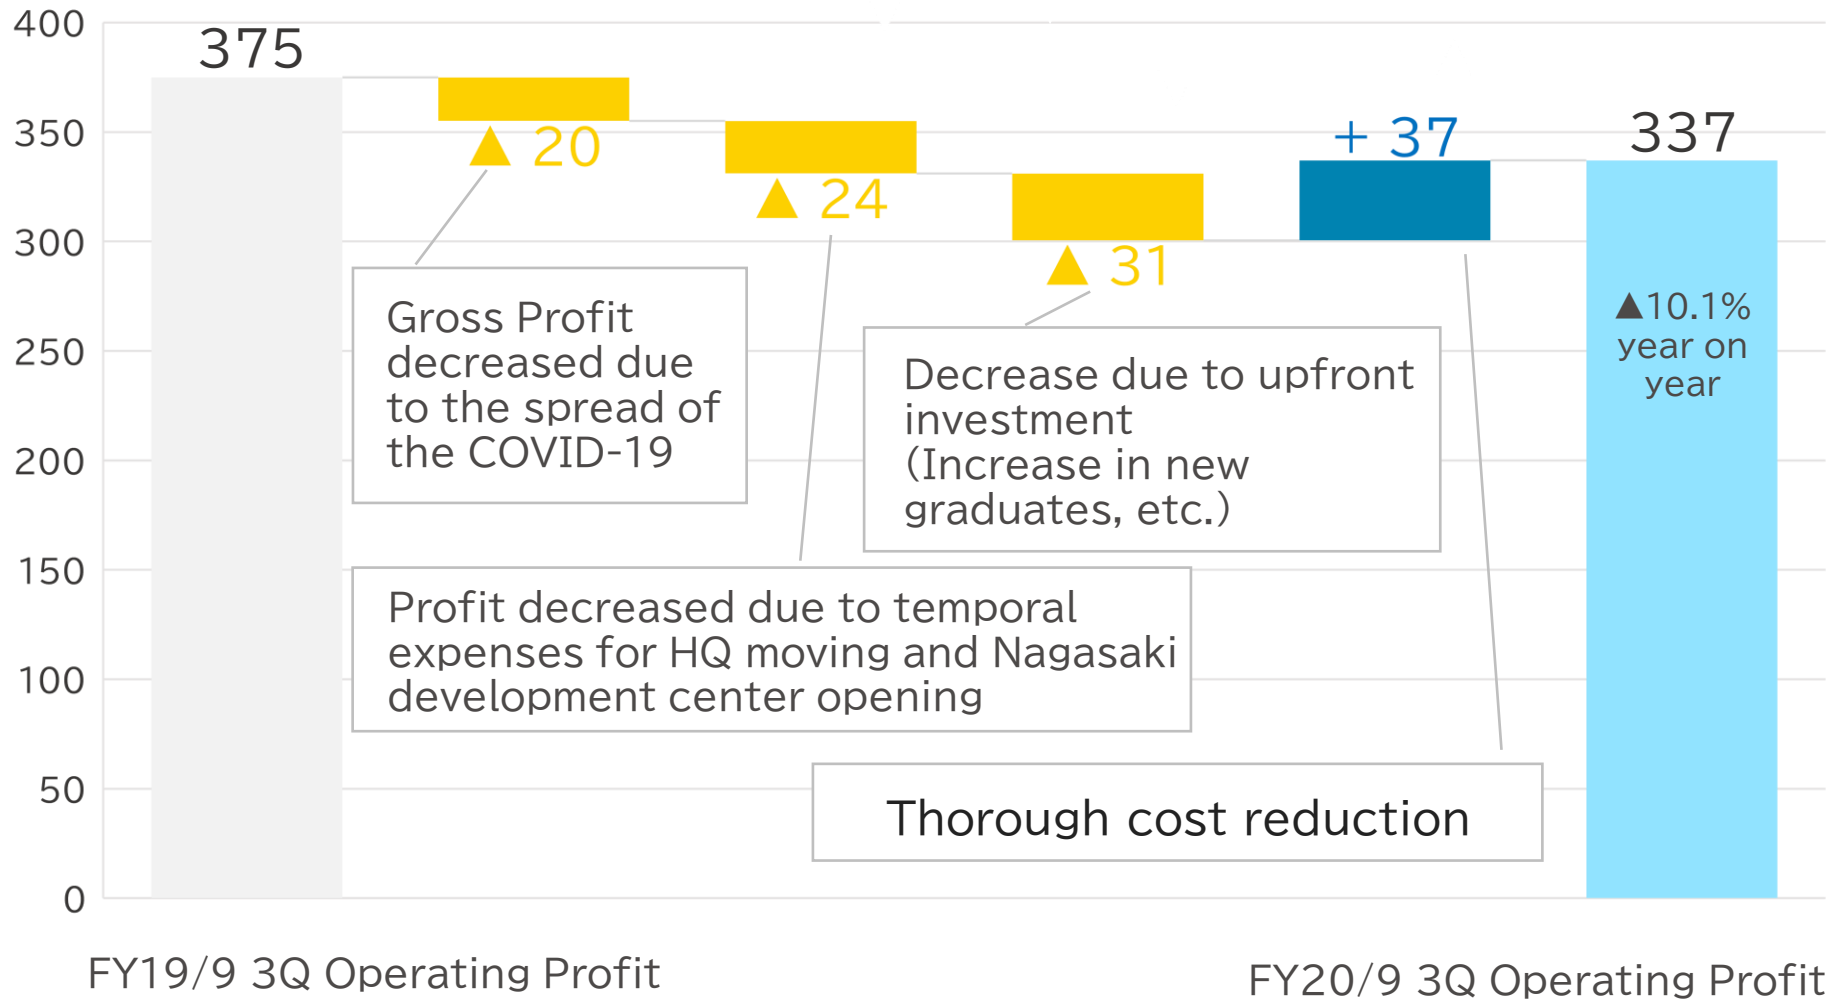 400
350
300
250
200
150
100
50
0
375
▲ 20
▲ 24
▲ 31
+ 37
337
Gross Profit
decreased due
to the spread of
the COVID-19
Profit decreased due to temporal
expenses for HQ moving and Nagasaki
development center opening
Decrease due to upfront
investment
(Increase in new
graduates, etc.)
Thorough cost reduction
▲10.1%
year on
year
FY19/9 3Q Operating Profit
FY20/9 3Q Operating Profit